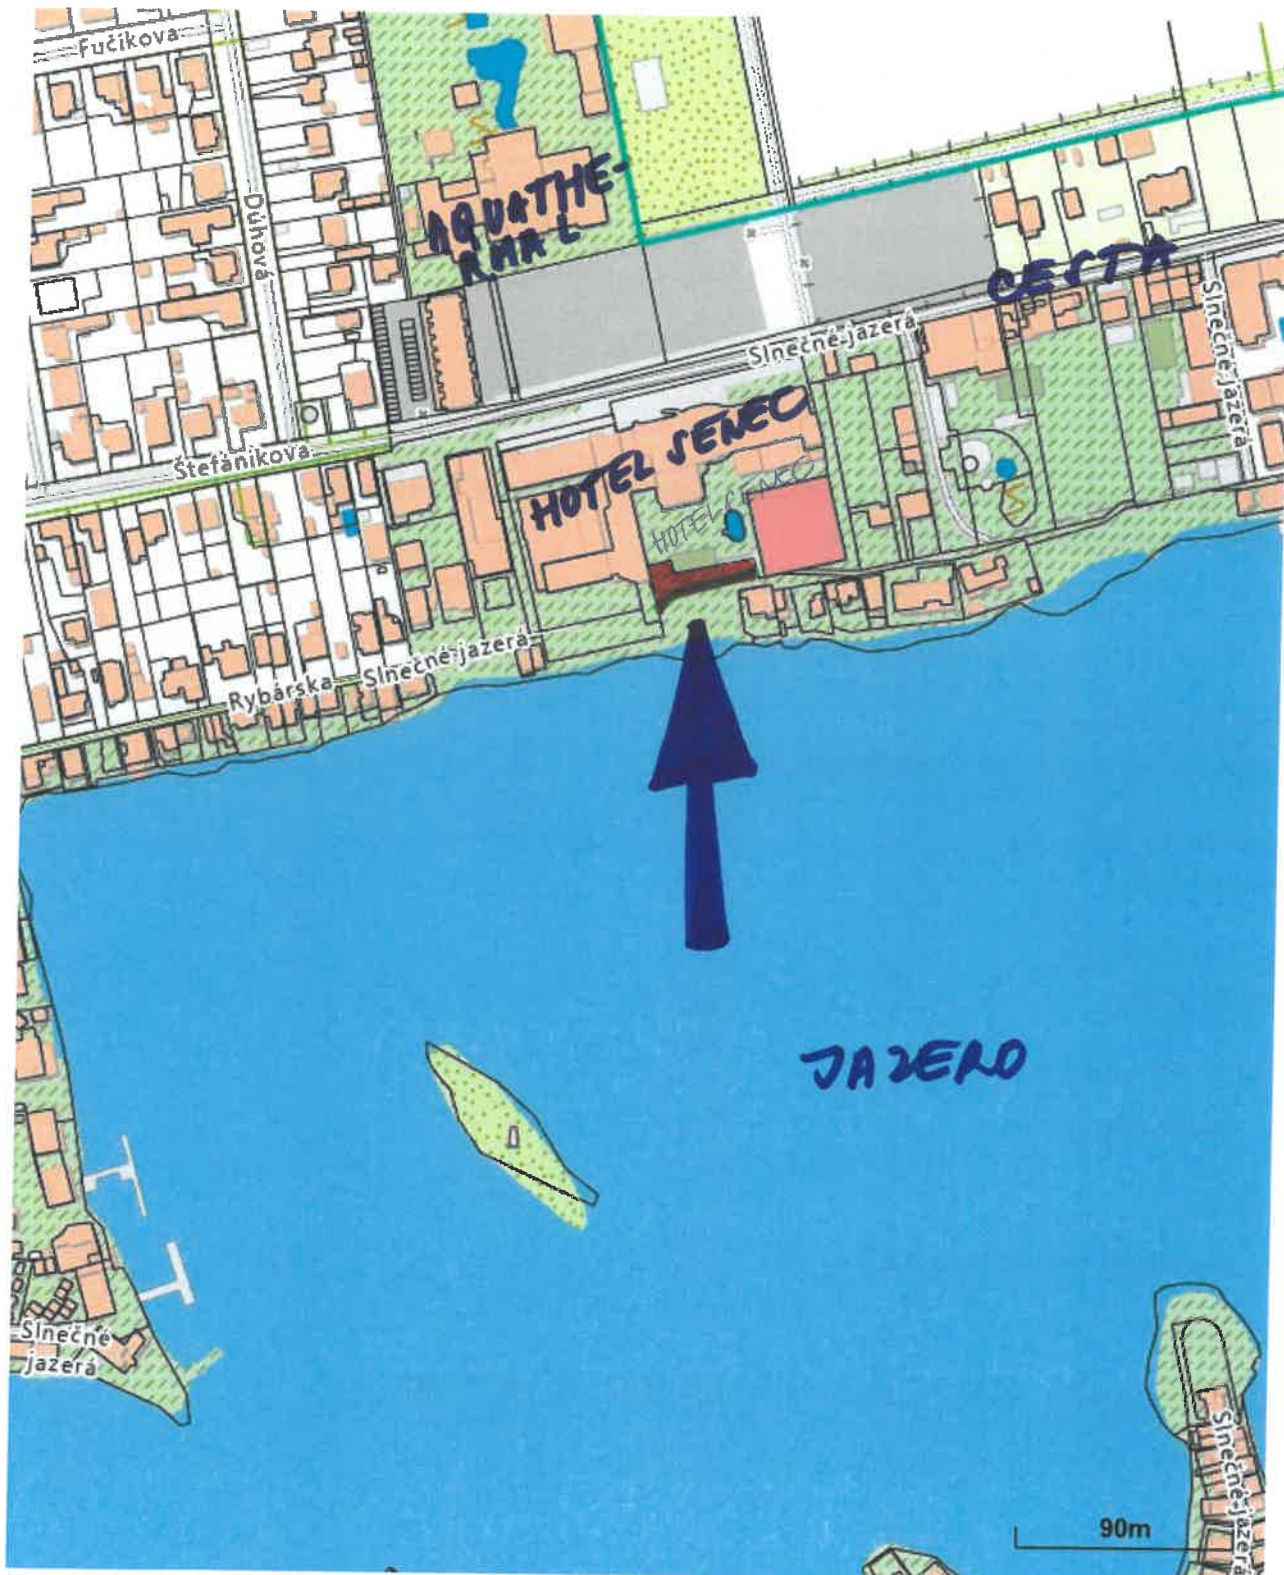 Fučíkova
Dúhová
AQUATHE-
RMAL
CESTA
Slnečné jazerá
Slnečné jazerá
Štefánikova
HOTEL SENEC
HOTEL SENEC
Rybárska
Slnečné jazerá
JAZERO
Slnečné
jazerá
Slnečné jazerá
90m